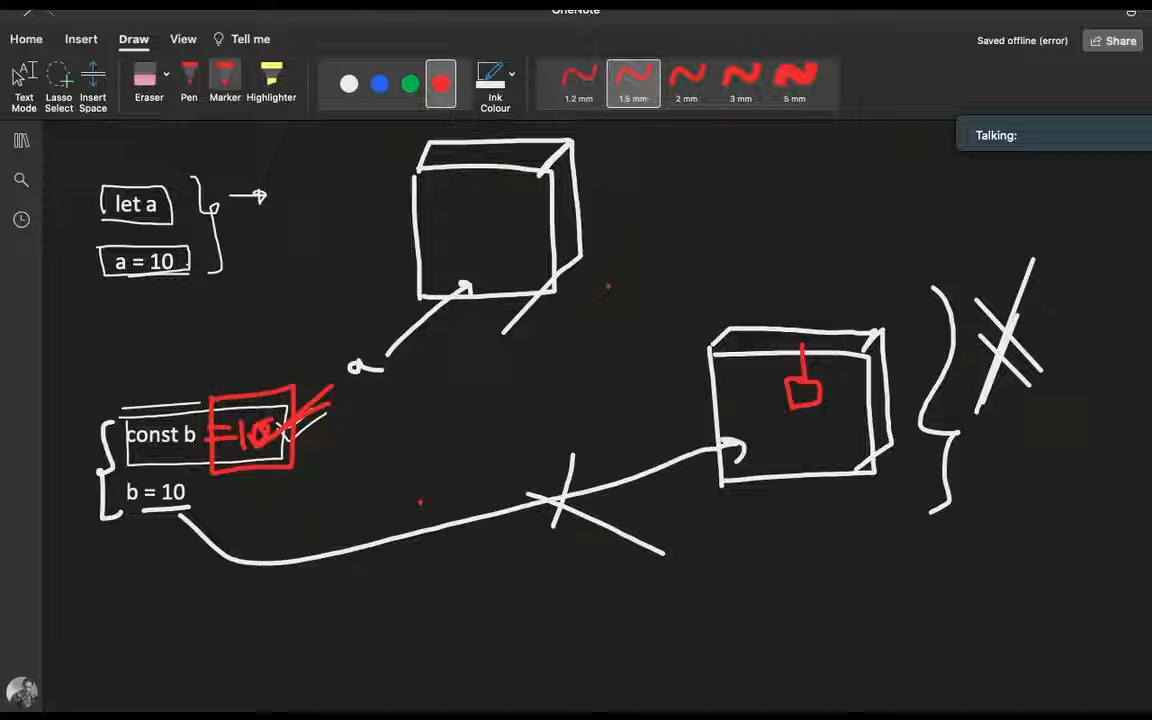 OneNote
Home Insert Draw View Tell me
Saved offline (error) Share
Text Mode
Lasso Select
Insert Space
Eraser
Pen
Marker
Highlighter
Ink Colour
1.2 mm
1.5 mm
2 mm
3 mm
5 mm
Talking:
let a
a = 10
a
const b =
b = 10